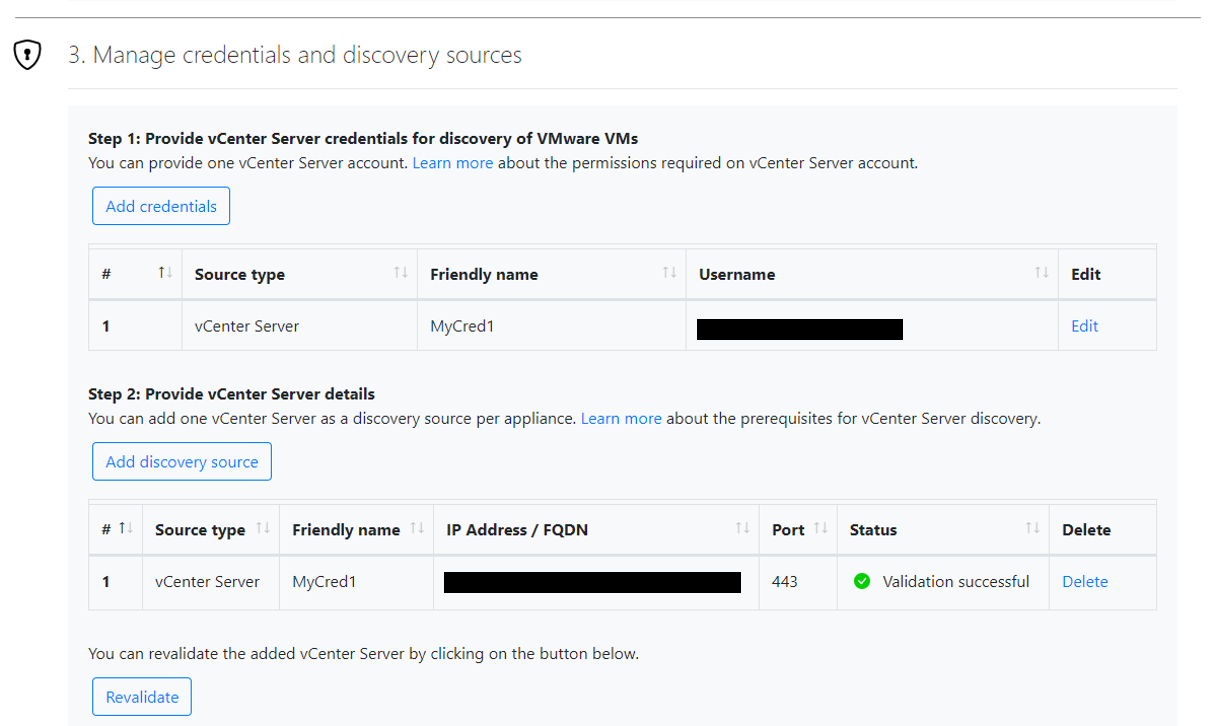 3. Manage credentials and discovery sources
Step 1: Provide vCenter Server credentials for discovery of VMware VMs
You can provide one vCenter Server account. Learn more about the permissions required on vCenter Server account.
Add credentials
# Source type Friendly name Username Edit
1 vCenter Server MyCred1 Edit
Step 2: Provide vCenter Server details
You can add one vCenter Server as a discovery source per appliance. Learn more about the prerequisites for vCenter Server discovery.
Add discovery source
# Source type Friendly name IP Address / FQDN Port Status Delete
1 vCenter Server MyCred1 443 Validation successful Delete
You can revalidate the added vCenter Server by clicking on the button below.
Revalidate